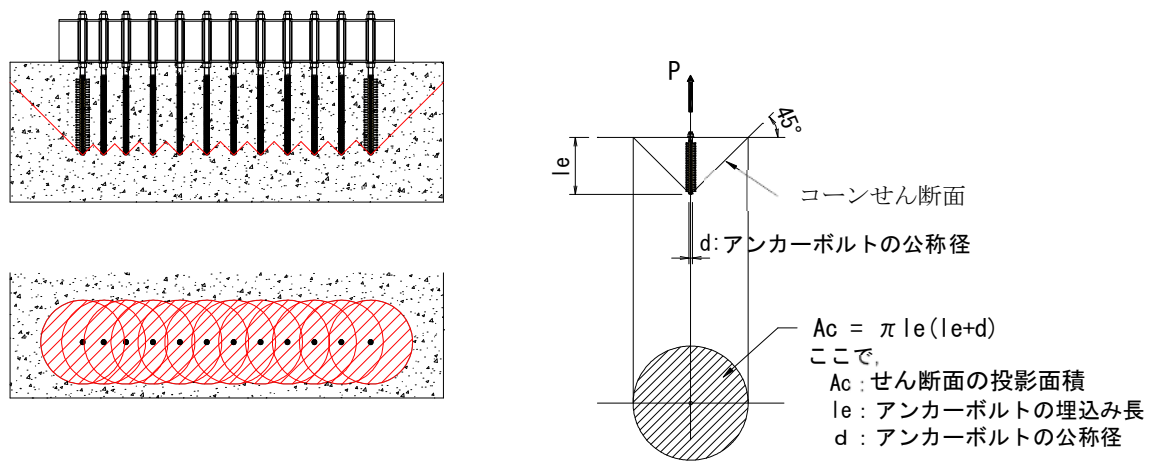 P
45°
le
コーンせん断面
d:アンカーボルトの公称径
Ac = πle(le+d)
ここで,
Ac:せん断面の投影面積
le:アンカーボルトの埋込み長
d:アンカーボルトの公称径